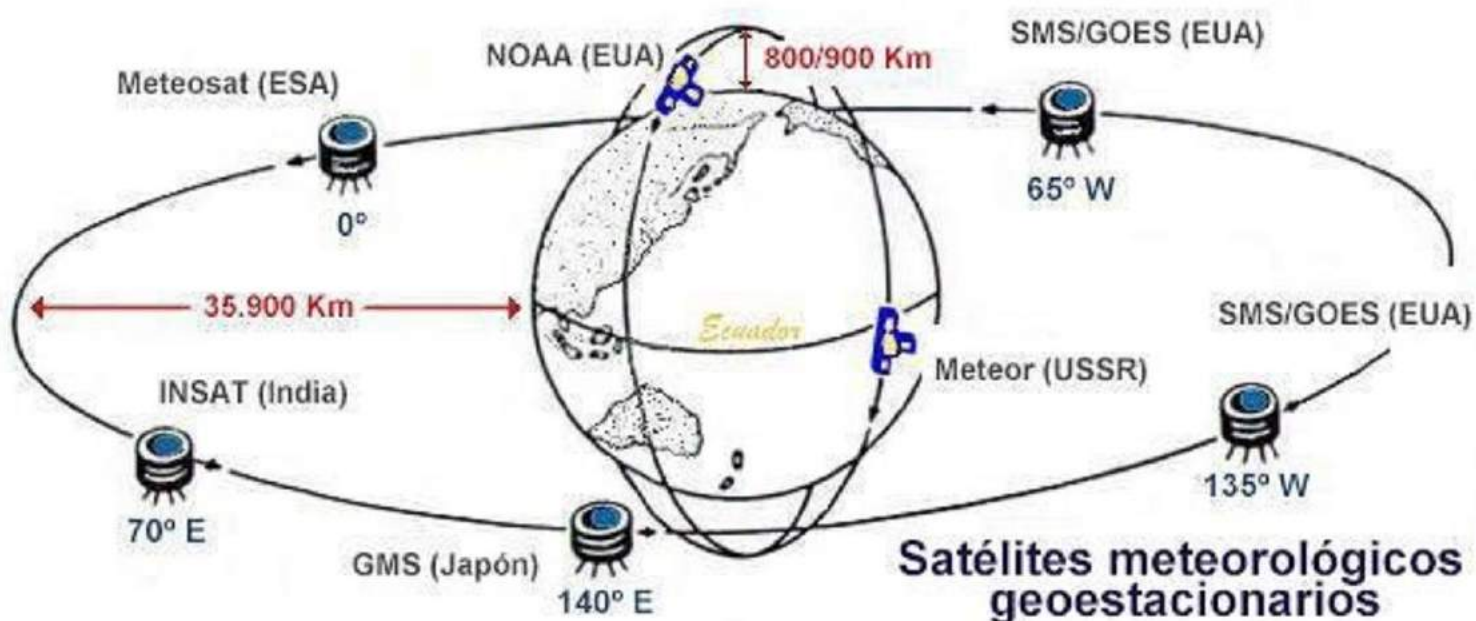 SMS/GOES (EUA)
NOAA (EUA)
800/900 Km
Meteosat (ESA)
65º W
0º
35.900 Km
SMS/GOES (EUA)
Ecuador
Meteor (USSR)
INSAT (India)
135º W
70º E
GMS (Japón)
140º E
Satélites meteorológicos
geoestacionarios